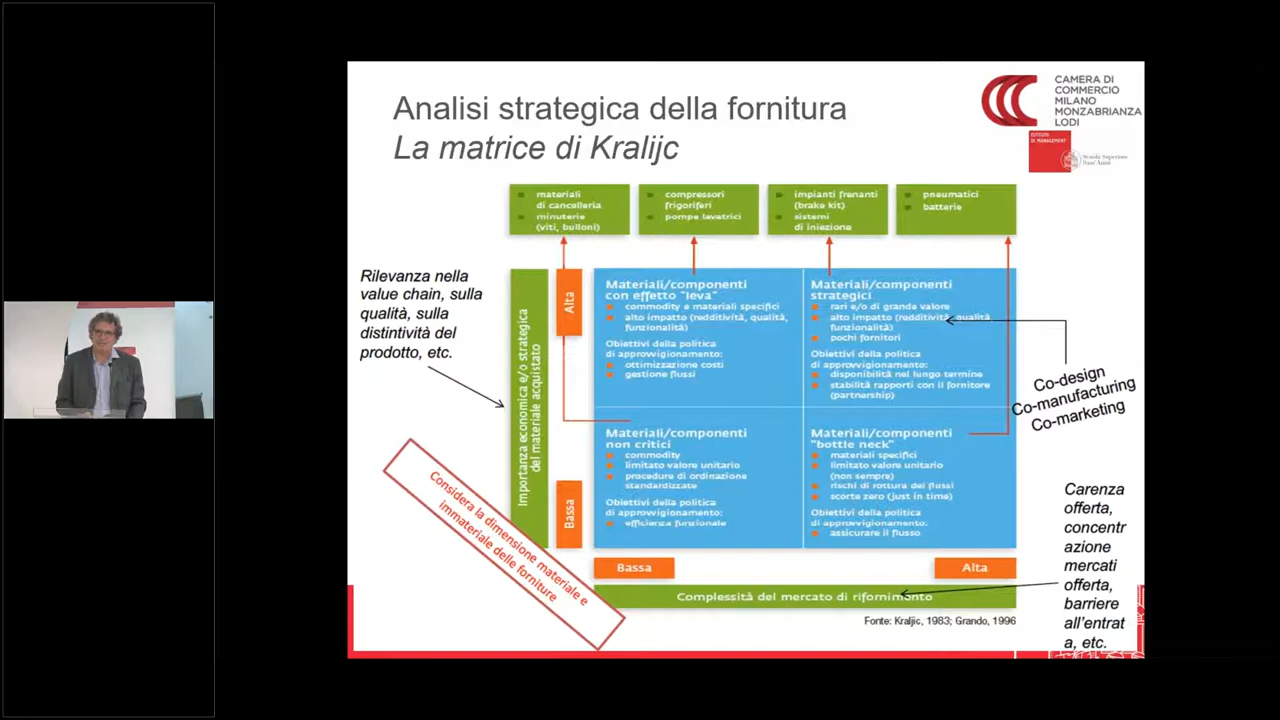 Analisi strategica della fornitura
La matrice di Kralijc
CAMERA DI
COMMERCIO
MILANO
MONZABRIANZA
LODI
ISTITUTO
DI MANAGEMENT
Scuola Superiore
Sant'Anna
materiali
di cancelleria
minuterie
(viti, bulloni)
compressori
frigoriferi
pompe lavatrici
impianti frenanti
(brake kit)
sistemi
di iniezione
pneumatici
batterie
Rilevanza nella
value chain, sulla
qualità, sulla
distintività del
prodotto, etc.
Importanza economica e/o strategica
del materiale acquistato
Alta
Bassa
Materiali/componenti
con effetto "leva"
commodity e materiali specifici
alto impatto (redditività, qualità,
funzionalità)
Obiettivi della politica
di approvvigionamento:
ottimizzazione costi
gestione flussi
Materiali/componenti
strategici
rari e/o di grande valore
alto impatto (redditività, qualità,
funzionalità)
pochi fornitori
Obiettivi della politica
di approvvigionamento:
disponibilità nel lungo termine
stabilità rapporti con il fornitore
(partnership)
Co-design
Co-manufacturing
Co-marketing
Materiali/componenti
non critici
commodity
limitato valore unitario
procedure di ordinazione
standardizzate
Obiettivi della politica
di approvvigionamento:
efficienza funzionale
Materiali/componenti
"bottle neck"
materiali specifici
limitato valore unitario
(non sempre)
rischi di rottura dei flussi
scorte zero (just in time)
Obiettivi della politica
di approvvigionamento:
assicurare il flusso
Considera la dimensione materiale e
immateriale delle forniture
Carenza
offerta,
concentr
azione
mercati
offerta,
barriere
all'entrat
a, etc.
Bassa
Alta
Complessità del mercato di rifornimento
Fonte: Kraljic, 1983; Grando, 1996